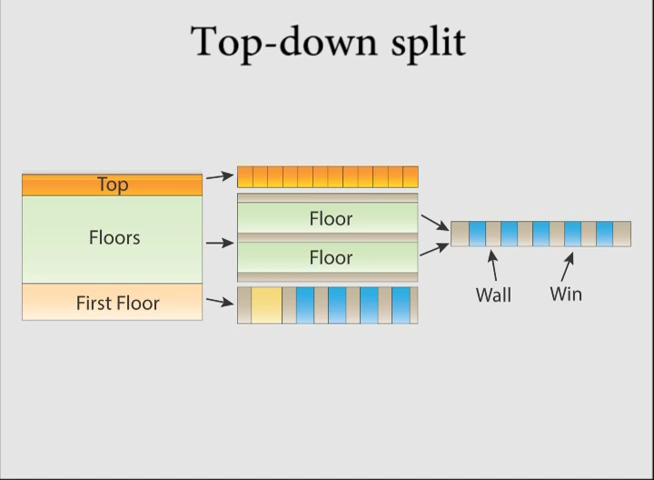 Top-down split
Top
Floors
First Floor
Floor
Floor
Wall
Win